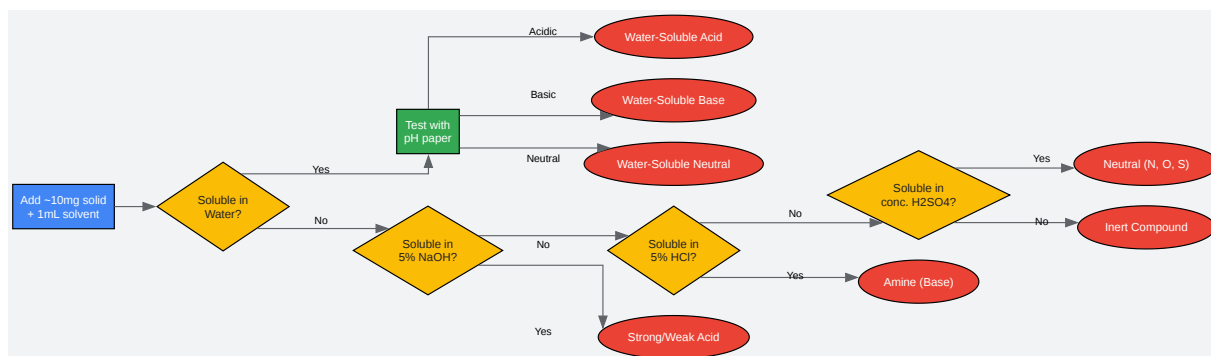 Acidic
Water-Soluble Acid
Basic
Water-Soluble Base
Test with
pH paper
Neutral
Water-Soluble Neutral
Yes
Neutral (N, O, S)
Yes
Add ~10mg solid
+ 1mL solvent
Soluble in
Water?
Soluble in
conc. H2SO4?
No
No
No
Inert Compound
Soluble in
5% NaOH?
No
Soluble in
5% HCl?
Yes
Amine (Base)
Yes
Strong/Weak Acid